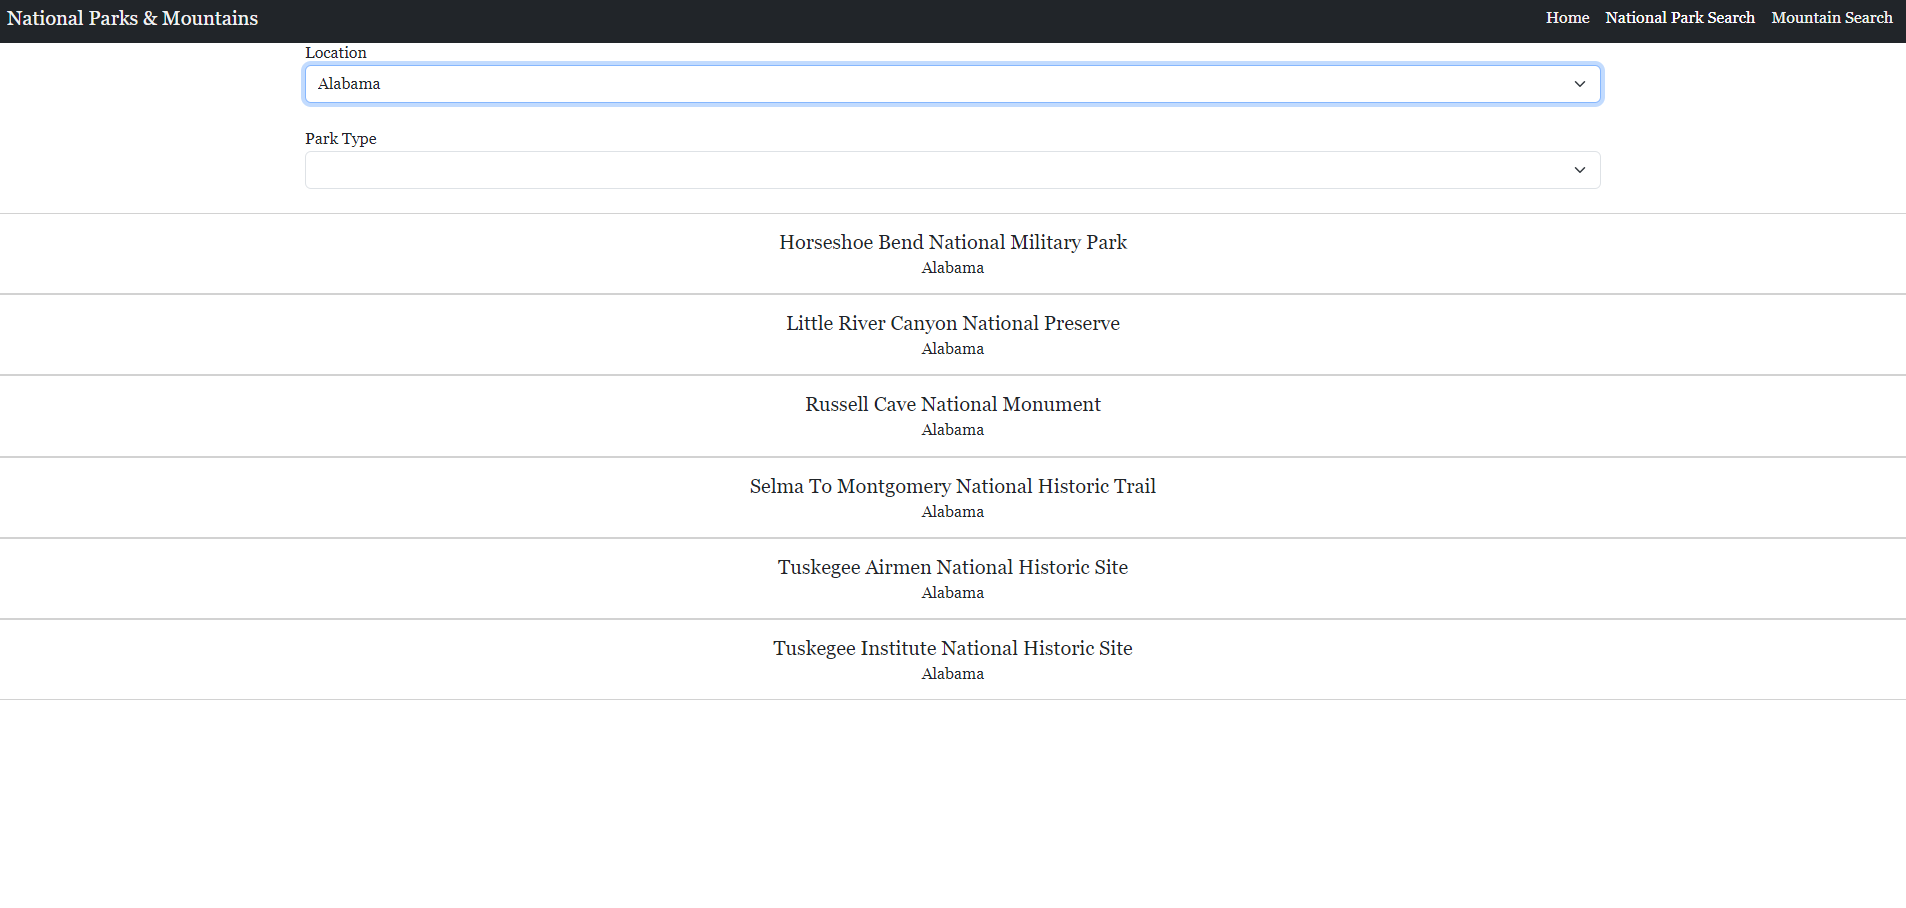 National Parks & Mountains
Home National Park Search Mountain Search
Location
Alabama
Park Type
Horseshoe Bend National Military Park
Alabama
Little River Canyon National Preserve
Alabama
Russell Cave National Monument
Alabama
Selma To Montgomery National Historic Trail
Alabama
Tuskegee Airmen National Historic Site
Alabama
Tuskegee Institute National Historic Site
Alabama